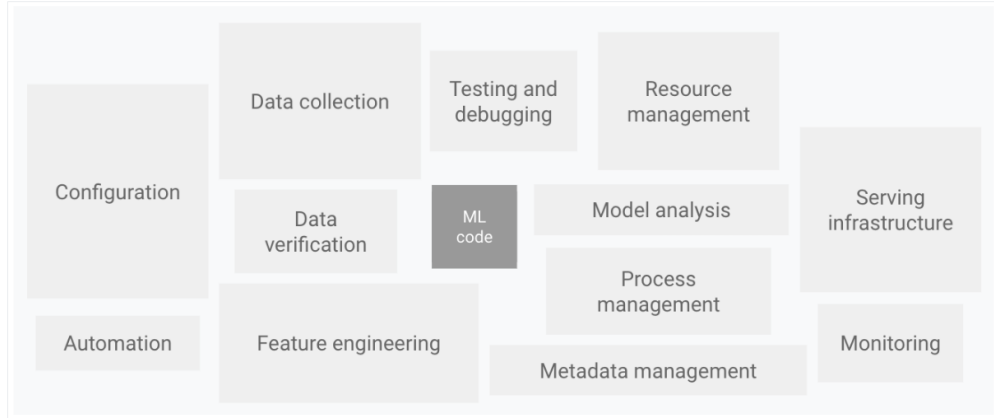 Data collection
Testing and
debugging
Resource
management
Configuration
Serving
infrastructure
Data
verification
ML
code
Model analysis
Process
management
Automation
Feature engineering
Metadata management
Monitoring